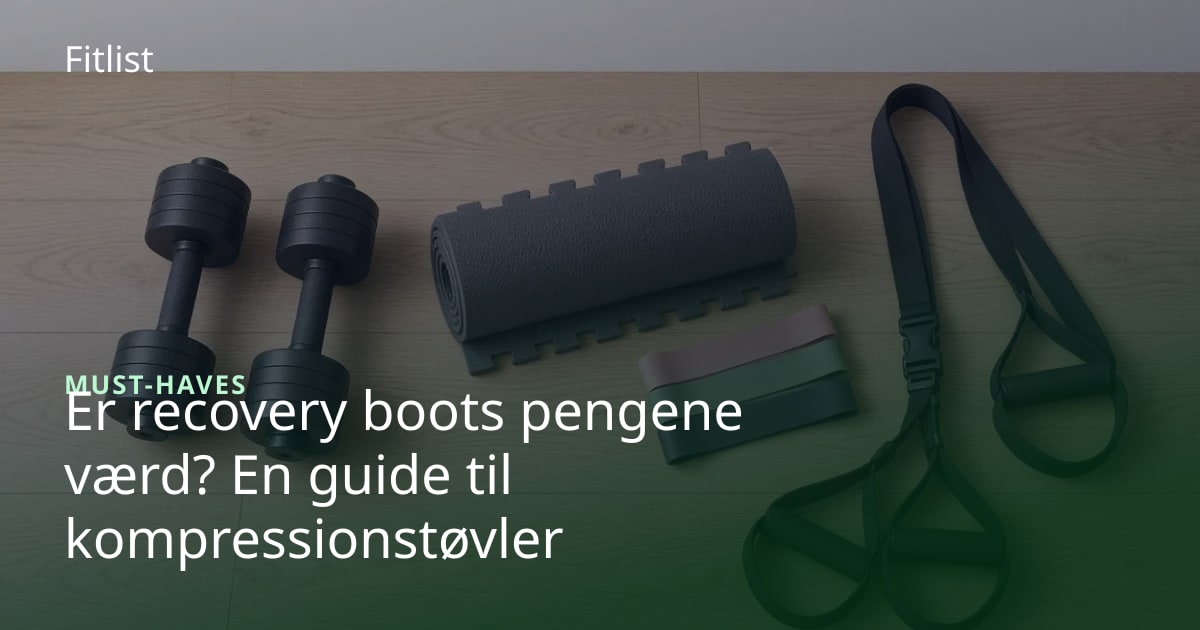 Fitlist
MUST-HAVES
Er recovery boots pengene
værd? En guide til
kompressionstøvler